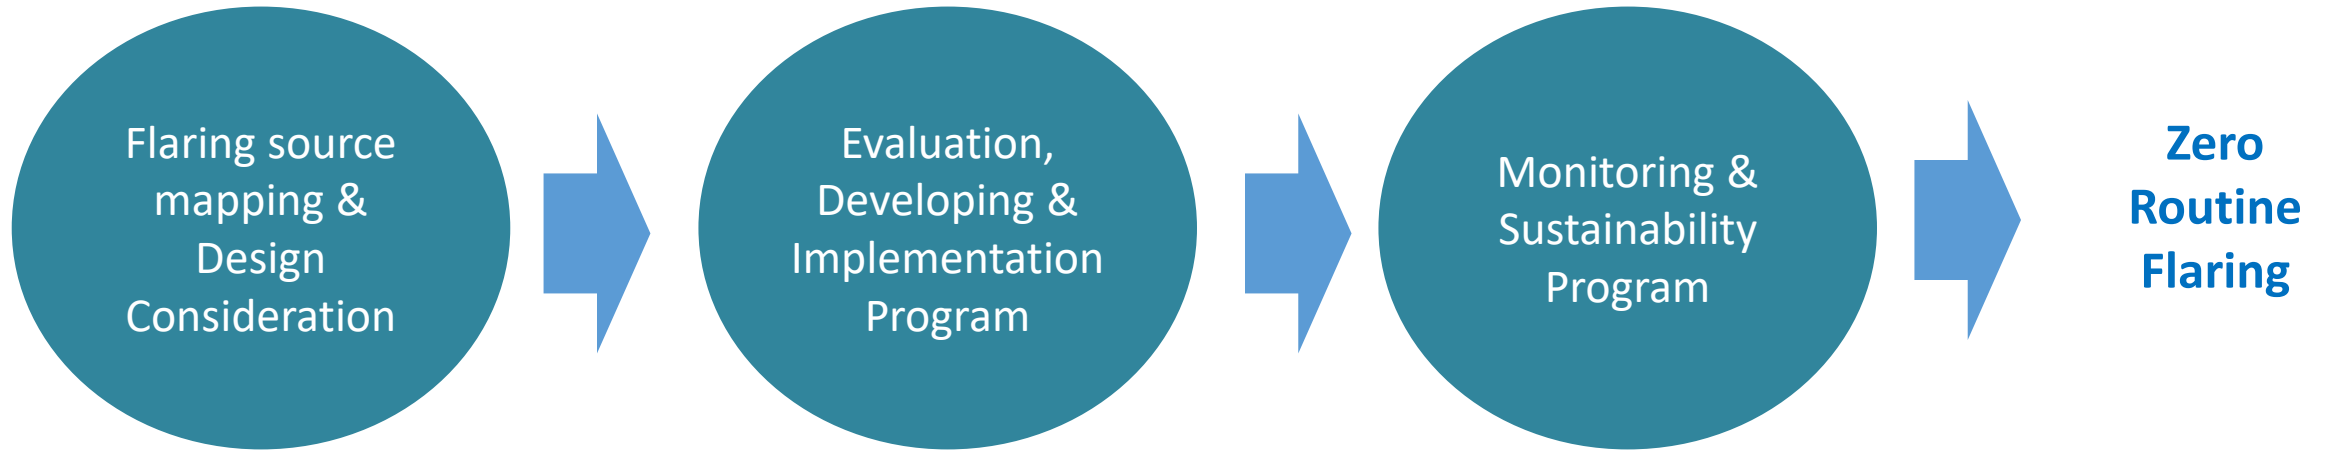 Flaring source
mapping &
Design
Consideration
Evaluation,
Developing &
Implementation
Program
Monitoring &
Sustainability
Program
Zero
Routine
Flaring